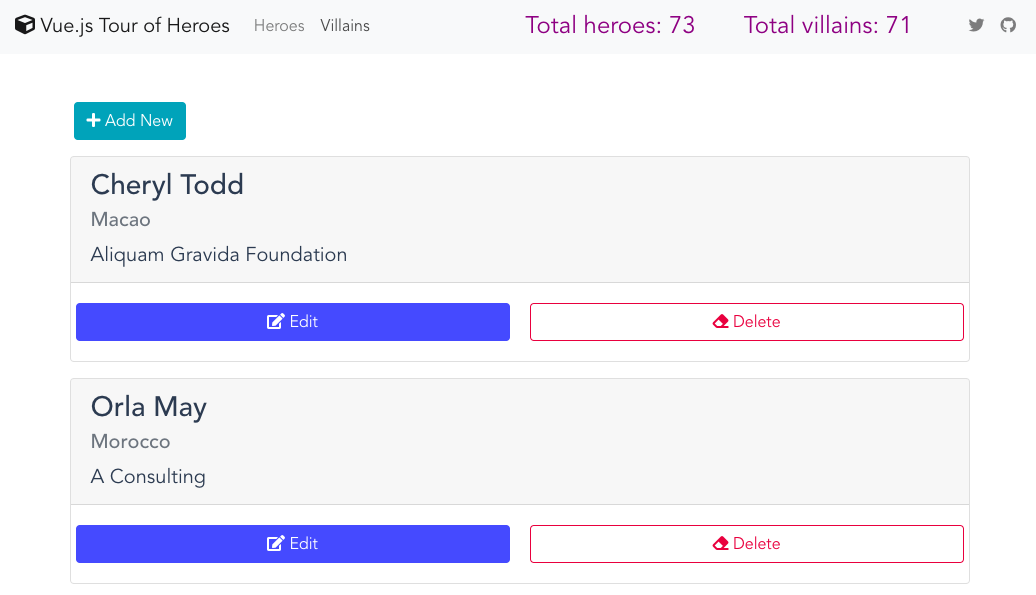 Vue.js Tour of Heroes Heroes Villains Total heroes: 73 Total villains: 71
Add New
Cheryl Todd
Macao
Aliquam Gravida Foundation
Edit Delete
Orla May
Morocco
A Consulting
Edit Delete